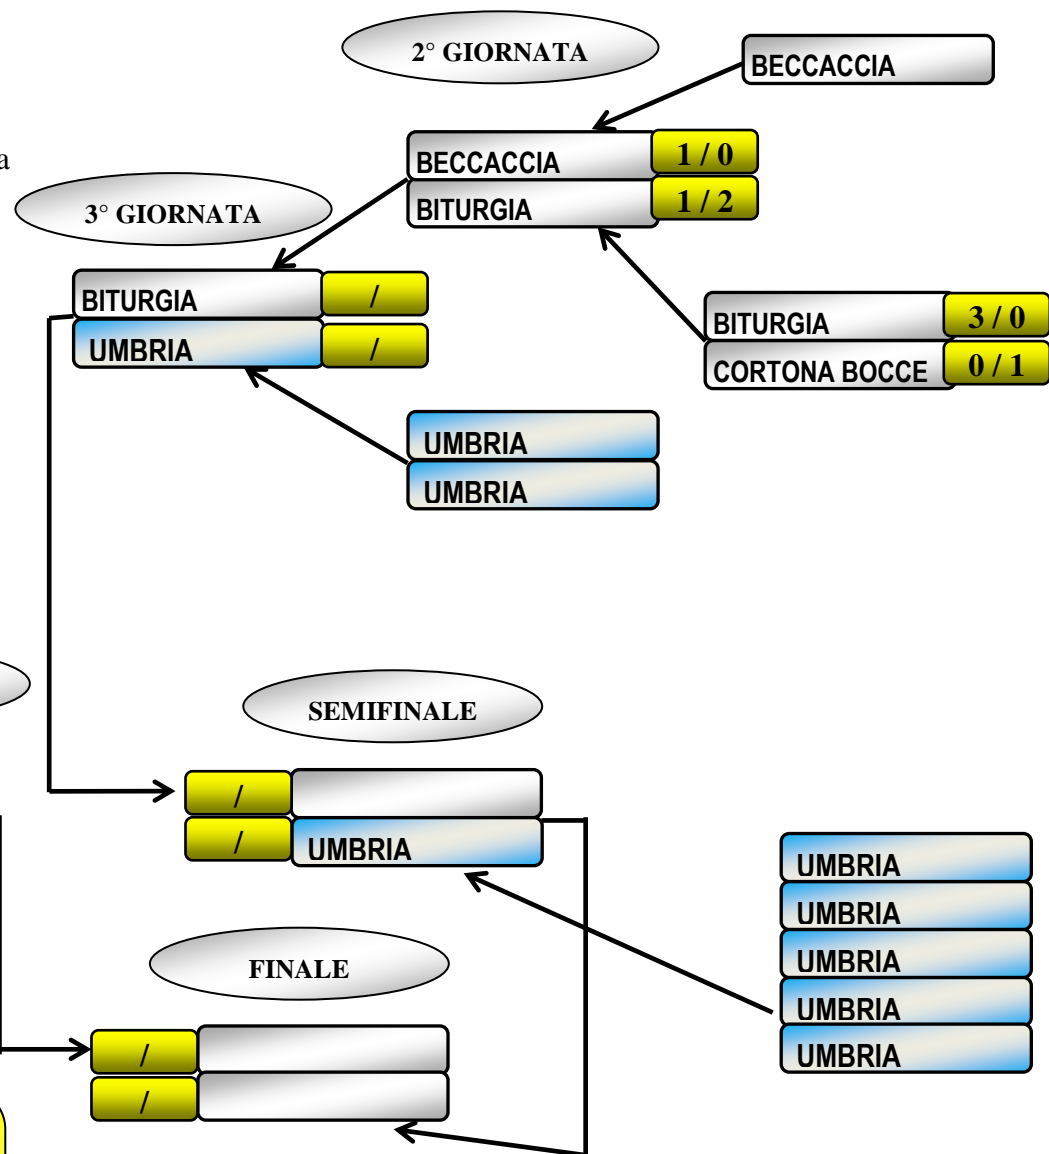 2° GIORNATA
BECCACCIA
a
BECCACCIA 1 / 0
BITURGIA 1 / 2
3° GIORNATA
BITURGIA /
UMBRIA /
BITURGIA 3 / 0
CORTONA BOCCE 0 / 1
UMBRIA
UMBRIA
SEMIFINALE
/
/ UMBRIA
UMBRIA
UMBRIA
UMBRIA
UMBRIA
UMBRIA
FINALE
/
/